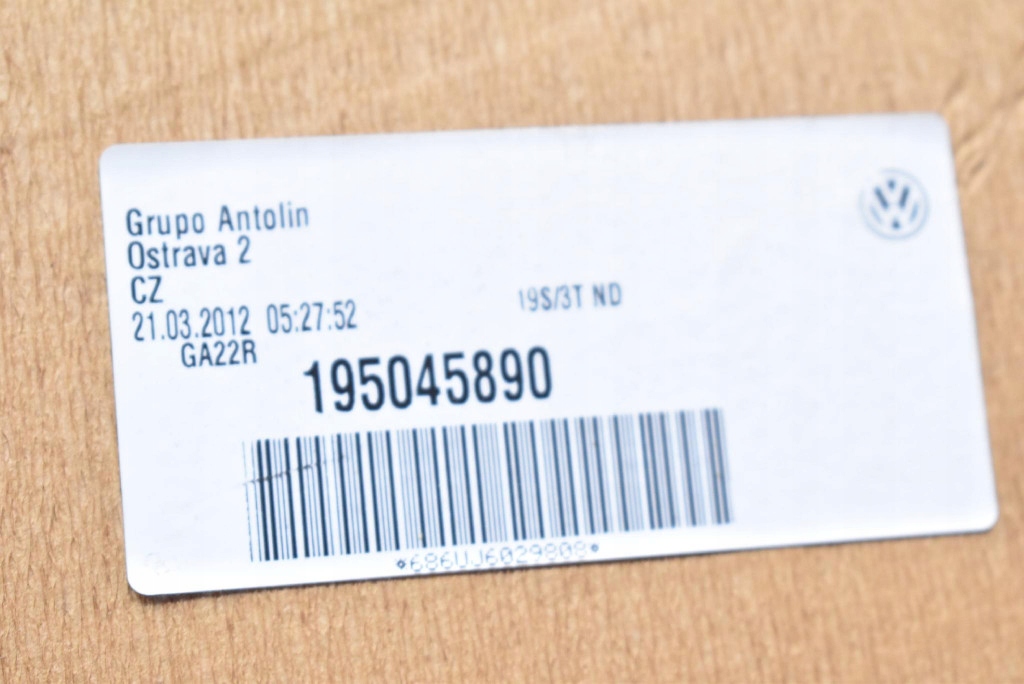 Grupo Antolin
Ostrava 2
CZ
21.03.2012 05:27:52
19S/3T ND
GA22R
195045890
*686UJ6029808*